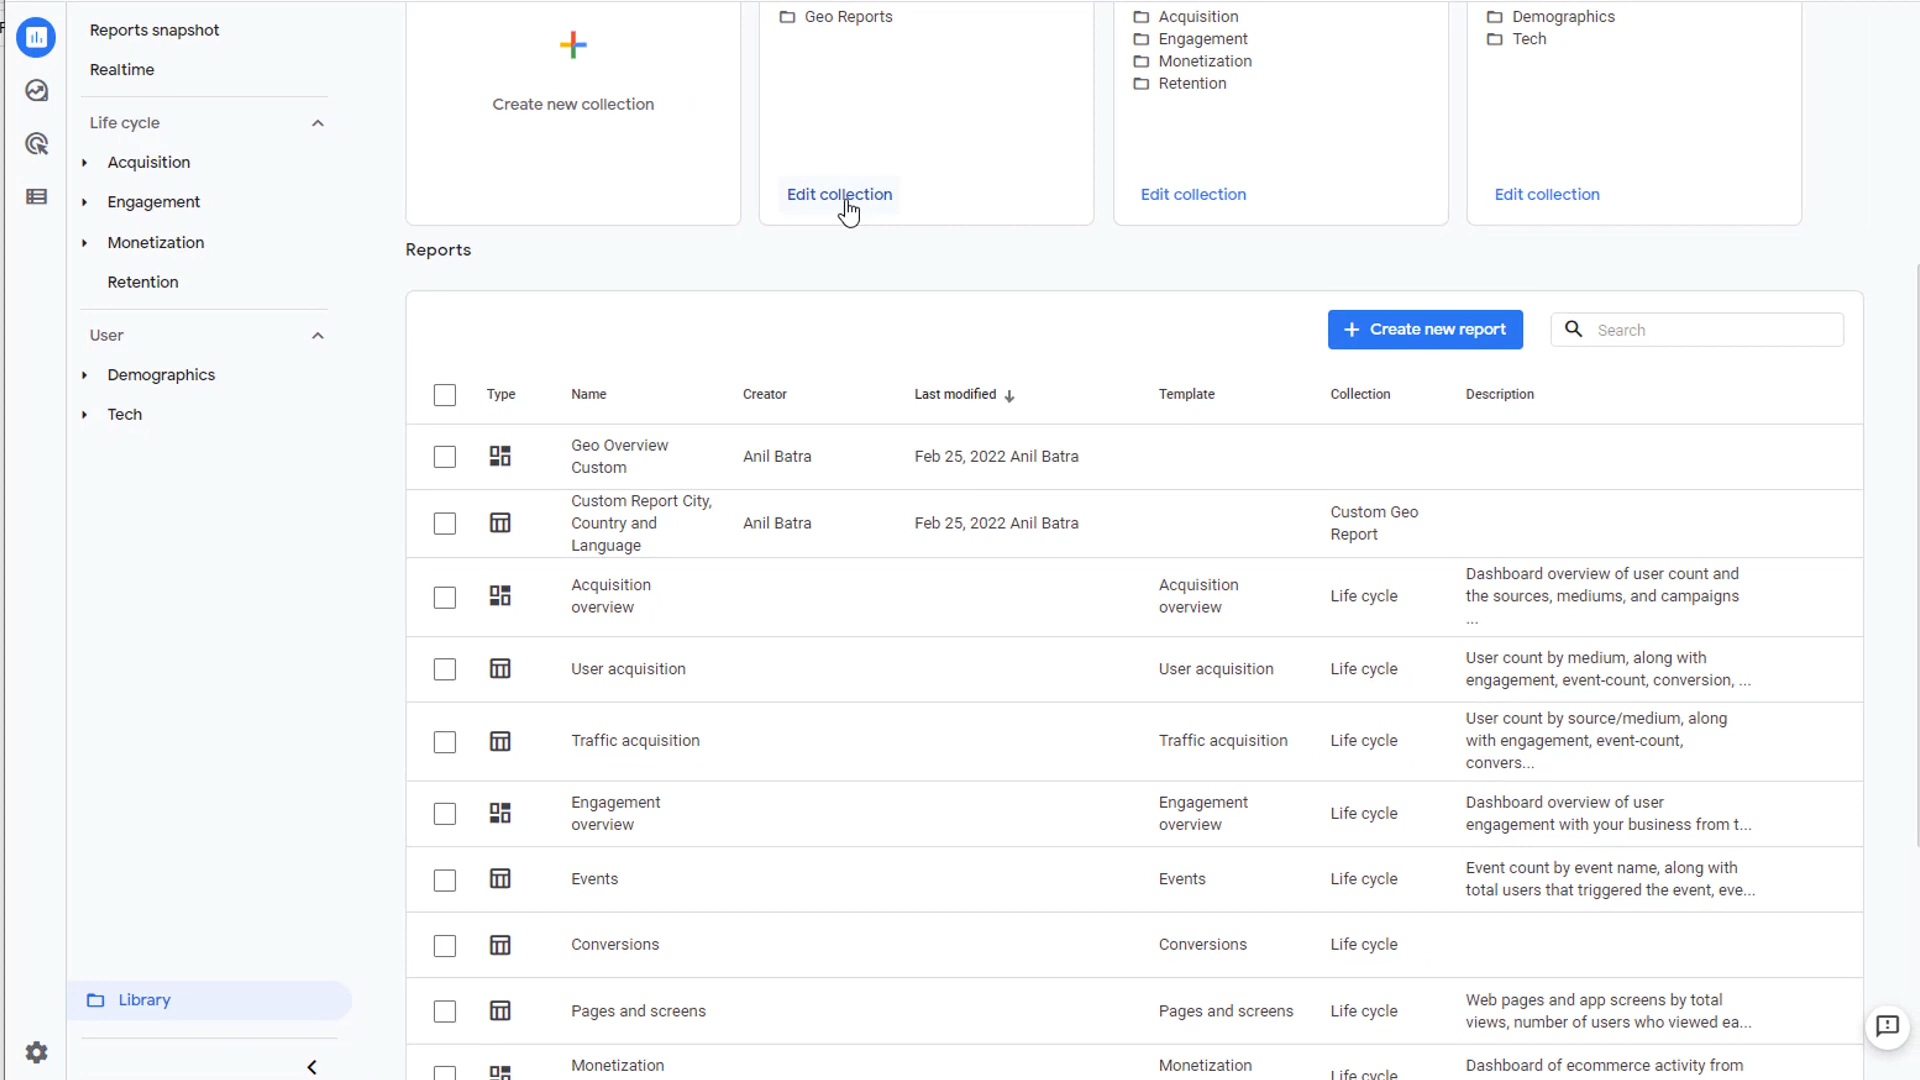 Reports snapshot
Realtime
Life cycle
Acquisition
Engagement
Monetization
Retention
User
Demographics
Tech
Library
Create new collection
Geo Reports
Edit collection
Acquisition
Engagement
Monetization
Retention
Edit collection
Demographics
Tech
Edit collection
Reports
Create new report
Search
Type Name Creator Last modified Template Collection Description
Geo Overview
Custom
Anil Batra
Feb 25, 2022 Anil Batra
Custom Report City,
Country and
Language
Anil Batra
Feb 25, 2022 Anil Batra
Custom Geo
Report
Acquisition
overview
Acquisition
overview
Life cycle
Dashboard overview of user count and
the sources, mediums, and campaigns
...
User acquisition
User acquisition
Life cycle
User count by medium, along with
engagement, event-count, conversion, ...
Traffic acquisition
Traffic acquisition
Life cycle
User count by source/medium, along
with engagement, event-count,
convers...
Engagement
overview
Engagement
overview
Life cycle
Dashboard overview of user
engagement with your business from t...
Events
Events
Life cycle
Event count by event name, along with
total users that triggered the event, eve...
Conversions
Conversions
Life cycle
Pages and screens
Pages and screens
Life cycle
Web pages and app screens by total
views, number of users who viewed ea...
Monetization
Monetization
Life cycle
Dashboard of ecommerce activity from